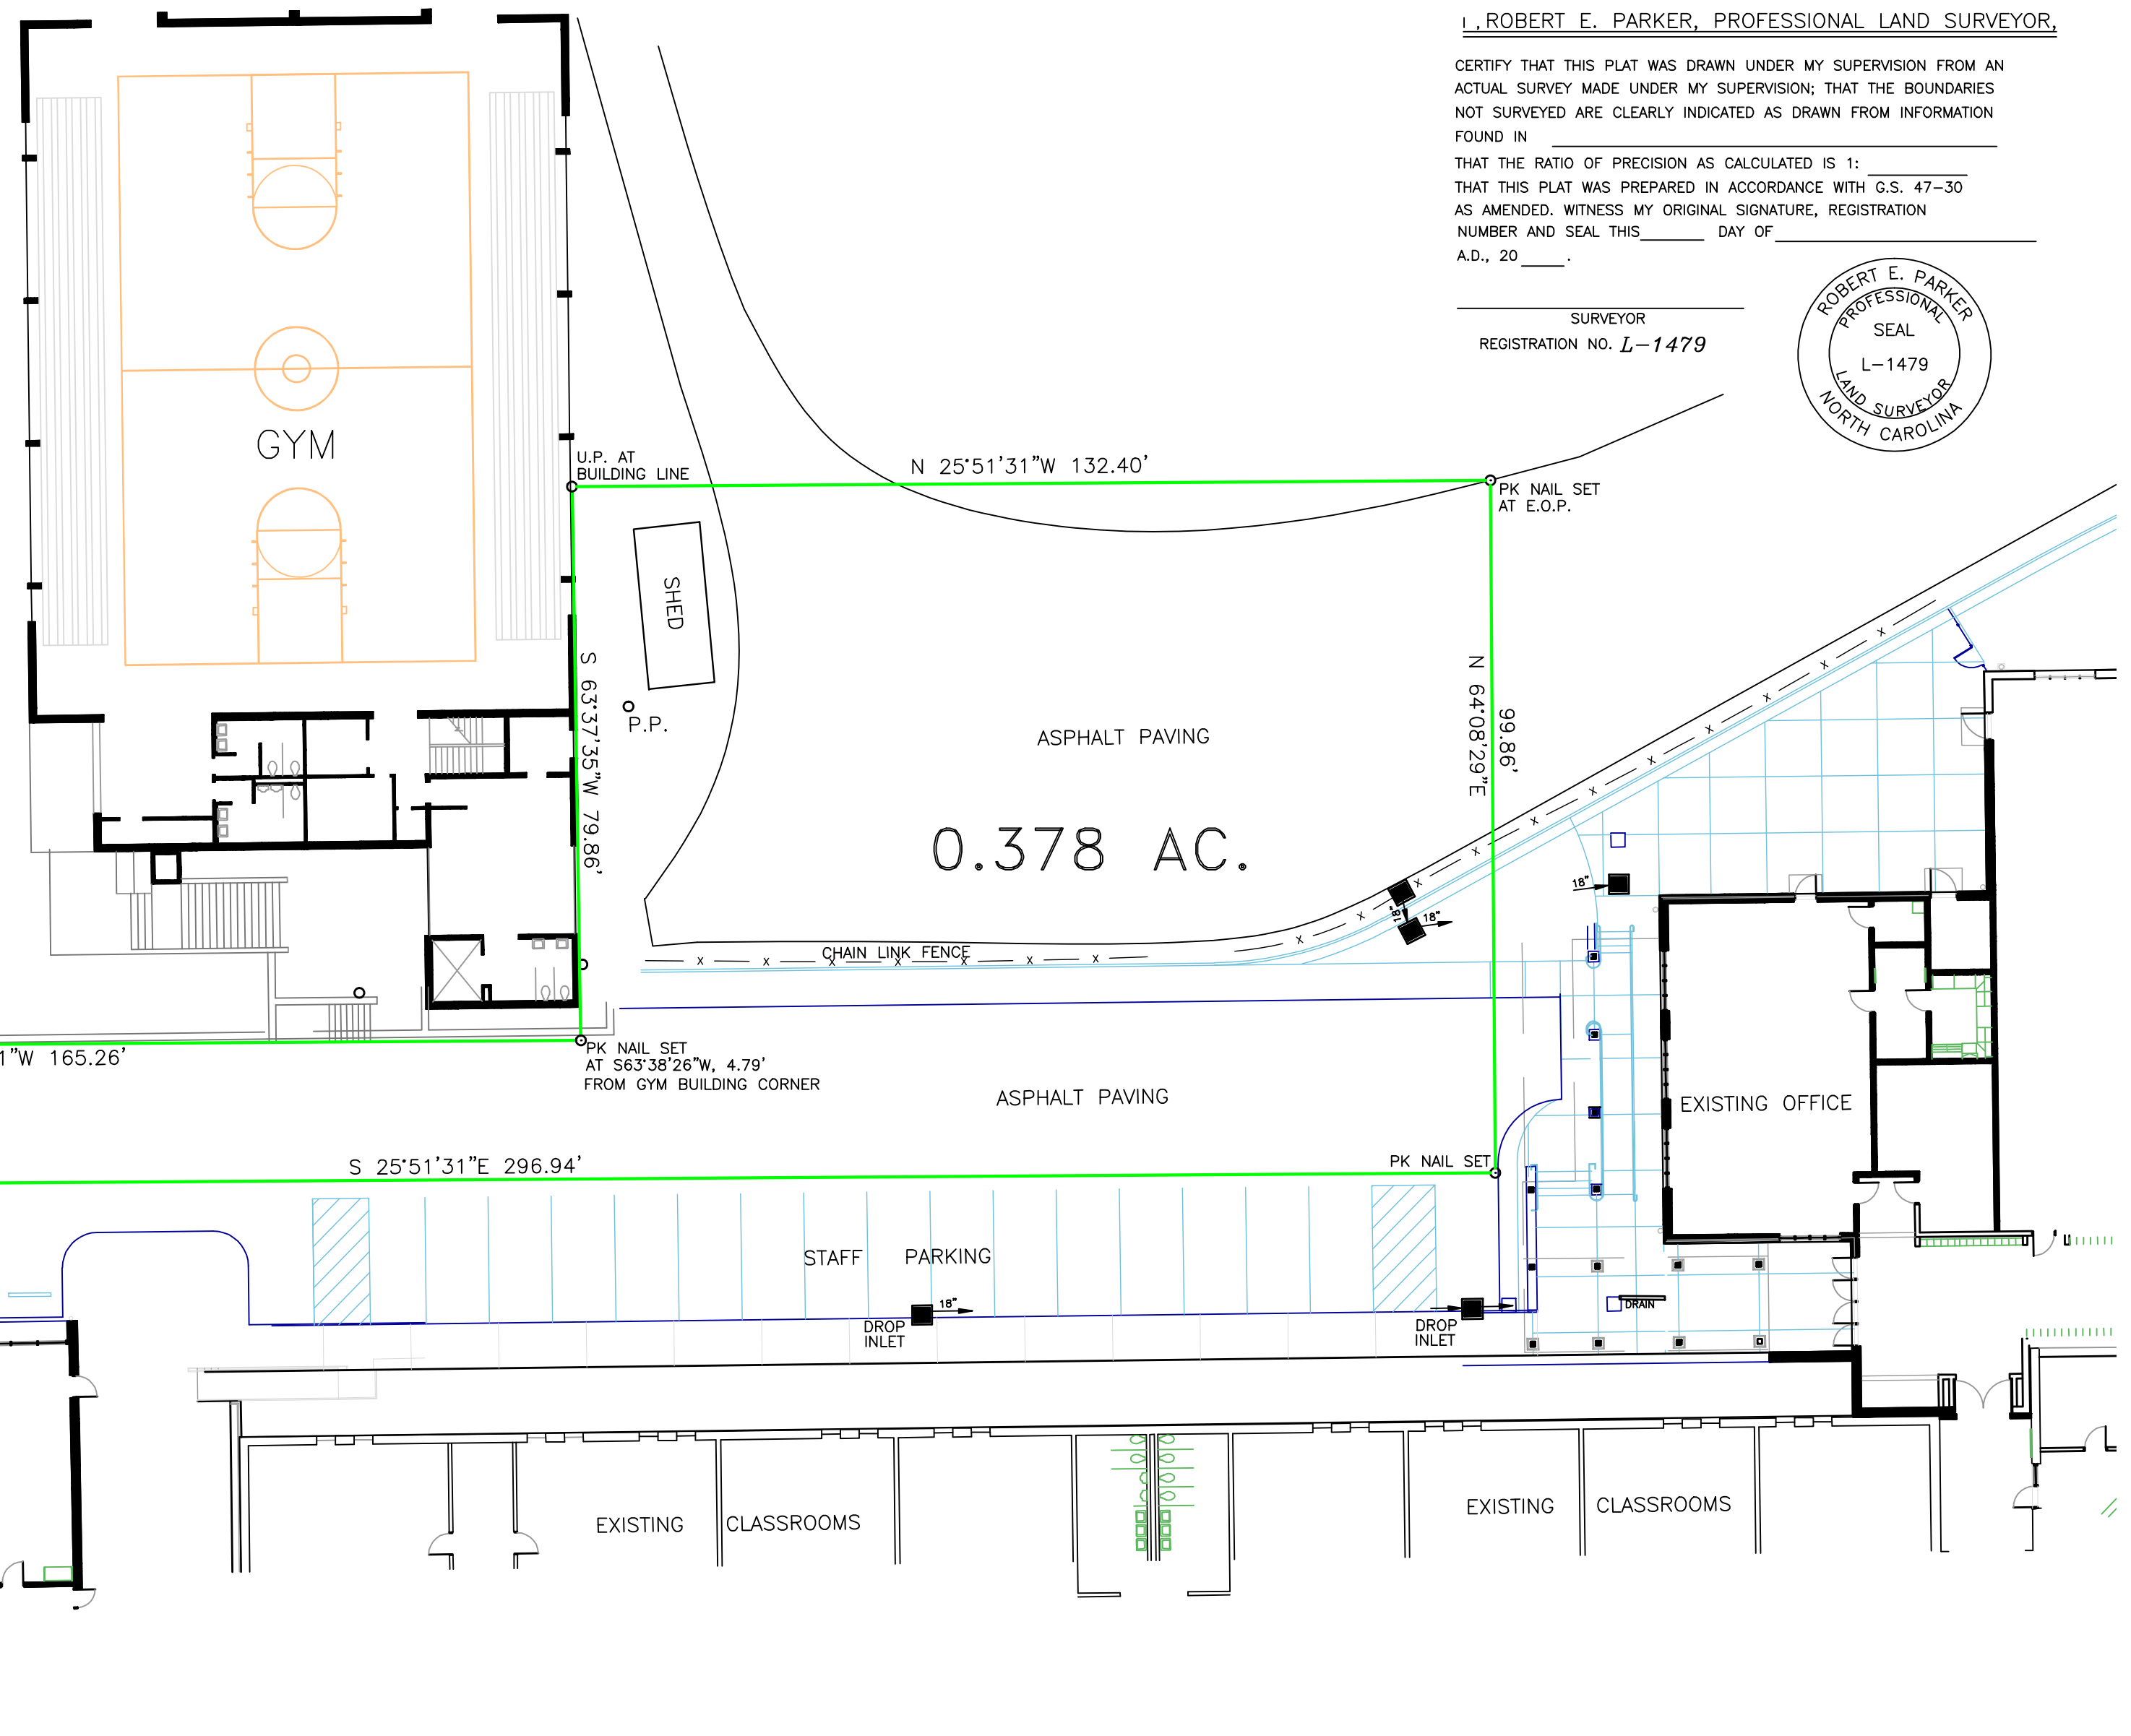 I, ROBERT E. PARKER, PROFESSIONAL LAND SURVEYOR,
CERTIFY THAT THIS PLAT WAS DRAWN UNDER MY SUPERVISION FROM AN
ACTUAL SURVEY MADE UNDER MY SUPERVISION; THAT THE BOUNDARIES
NOT SURVEYED ARE CLEARLY INDICATED AS DRAWN FROM INFORMATION
FOUND IN
THAT THE RATIO OF PRECISION AS CALCULATED IS 1:
THAT THIS PLAT WAS PREPARED IN ACCORDANCE WITH G.S. 47-30
AS AMENDED. WITNESS MY ORIGINAL SIGNATURE, REGISTRATION
NUMBER AND SEAL THIS DAY OF
A.D., 20 .
SURVEYOR
REGISTRATION NO. L-1479
ROBERT E. PARKER
PROFESSIONAL
SEAL
L-1479
LAND SURVEYOR
NORTH CAROLINA
GYM
U.P. AT
BUILDING LINE
N 25°51'31"W 132.40'
PK NAIL SET
AT E.O.P.
SHED
P.P.
S 63°37'35"W 79.86'
N 64°08'29"E
99.86'
ASPHALT PAVING
0.378 AC.
18"
18"
18"
CHAIN LINK FENCE
1"W 165.26'
PK NAIL SET
AT S63°38'26"W, 4.79'
FROM GYM BUILDING CORNER
ASPHALT PAVING
EXISTING OFFICE
S 25°51'31"E 296.94'
PK NAIL SET
STAFF PARKING
18"
DROP
INLET
DROP
INLET
DRAIN
EXISTING CLASSROOMS
EXISTING CLASSROOMS